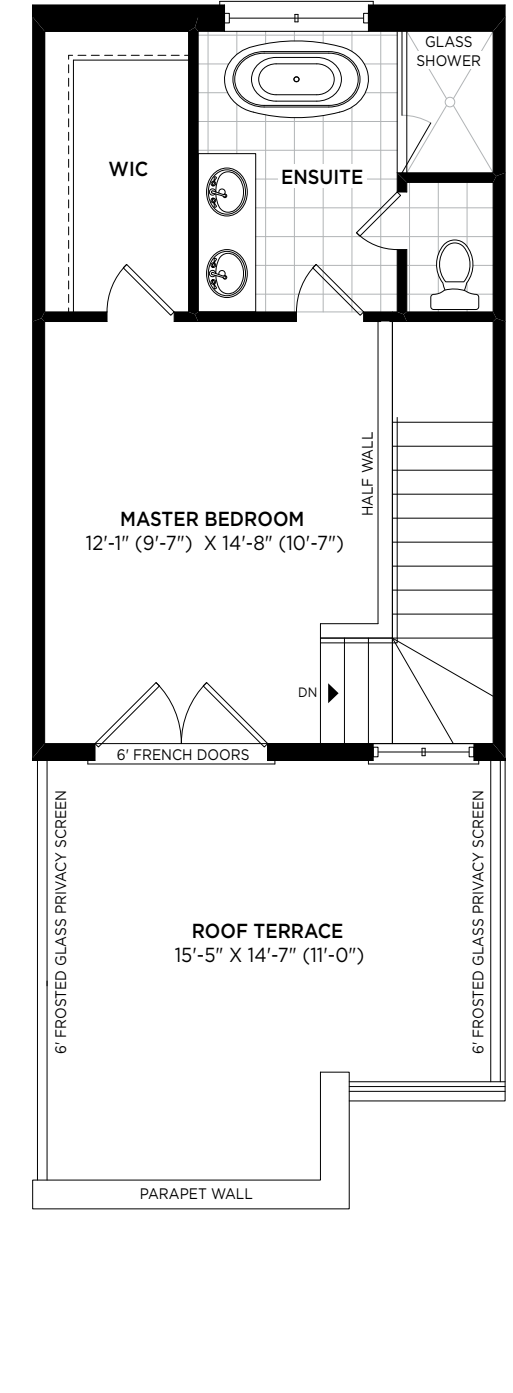 GLASS
SHOWER
WIC
ENSUITE
HALF WALL
MASTER BEDROOM
12'-1" (9'-7") X 14'-8" (10'-7")
DN
6' FRENCH DOORS
6' FROSTED GLASS PRIVACY SCREEN
6' FROSTED GLASS PRIVACY SCREEN
ROOF TERRACE
15'-5" X 14'-7" (11'-0")
PARAPET WALL